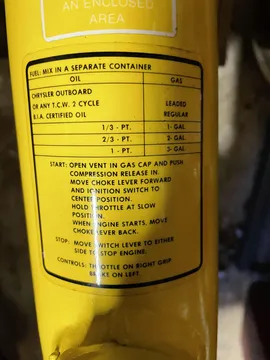 AN ENCLOSED
AREA
FUEL: MIX IN A SEPARATE CONTAINER
OIL GAS
CHRYSLER OUTBOARD
OR ANY T.C.W. 2 CYCLE LEADED
B.I.A. CERTIFIED OIL REGULAR
1/3 - PT. 1- GAL
2/3 - PT. 2- GAL
1 - PT. 3- GAL
START: OPEN VENT IN GAS CAP AND PUSH
COMPRESSION RELEASE IN.
MOVE CHOKE LEVER FORWARD
AND IGNITION SWITCH TO
CENTER POSITION.
HOLD THROTTLE AT SLOW
POSITION.
WHEN ENGINE STARTS, MOVE
CHOKE LEVER BACK.
STOP: MOVE SWITCH LEVER TO EITHER
SIDE TO STOP ENGINE.
CONTROLS: THROTTLE ON RIGHT GRIP
BRAKE ON LEFT.